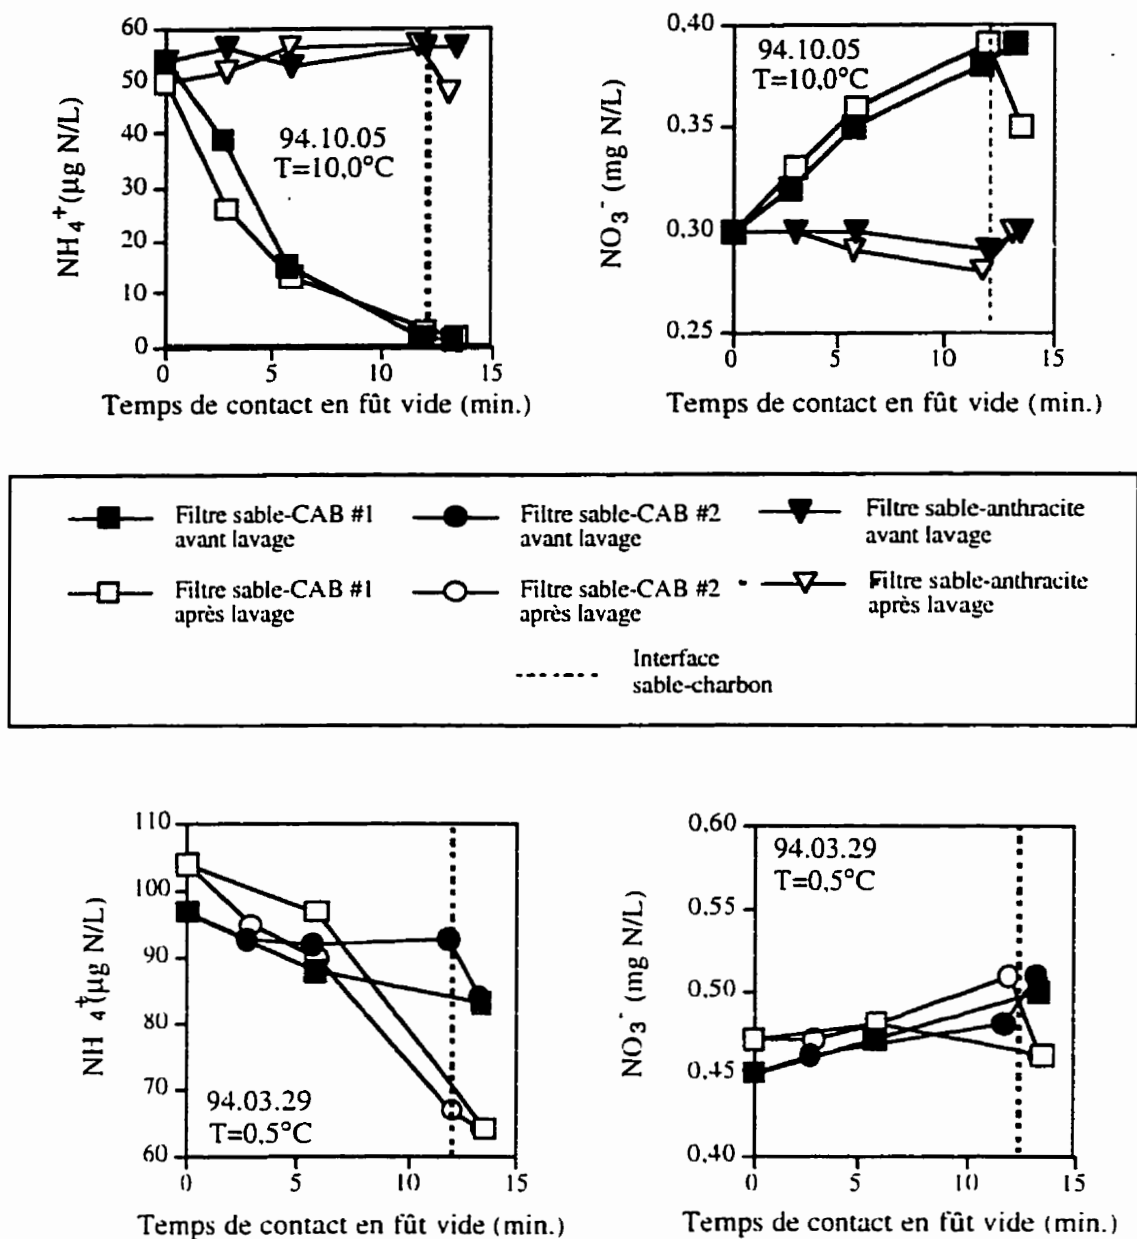 NH4+ (µg N/L)
60
50
40
30
20
10
0
94.10.05
T=10,0°C
0 5 10 15
Temps de contact en fût vide (min.)
NO3- (mg N/L)
0,40
0,35
0,30
0,25
94.10.05
T=10,0°C
0 5 10 15
Temps de contact en fût vide (min.)
Filtre sable-CAB #1
avant lavage
Filtre sable-CAB #2
avant lavage
Filtre sable-anthracite
avant lavage
Filtre sable-CAB #1
après lavage
Filtre sable-CAB #2
après lavage
Filtre sable-anthracite
après lavage
Interface
sable-charbon
NH4+ (µg N/L)
110
100
90
80
70
60
94.03.29
T=0,5°C
0 5 10 15
Temps de contact en fût vide (min.)
NO3- (mg N/L)
0,60
0,55
0,50
0,45
0,40
94.03.29
T=0,5°C
0 5 10 15
Temps de contact en fût vide (min.)